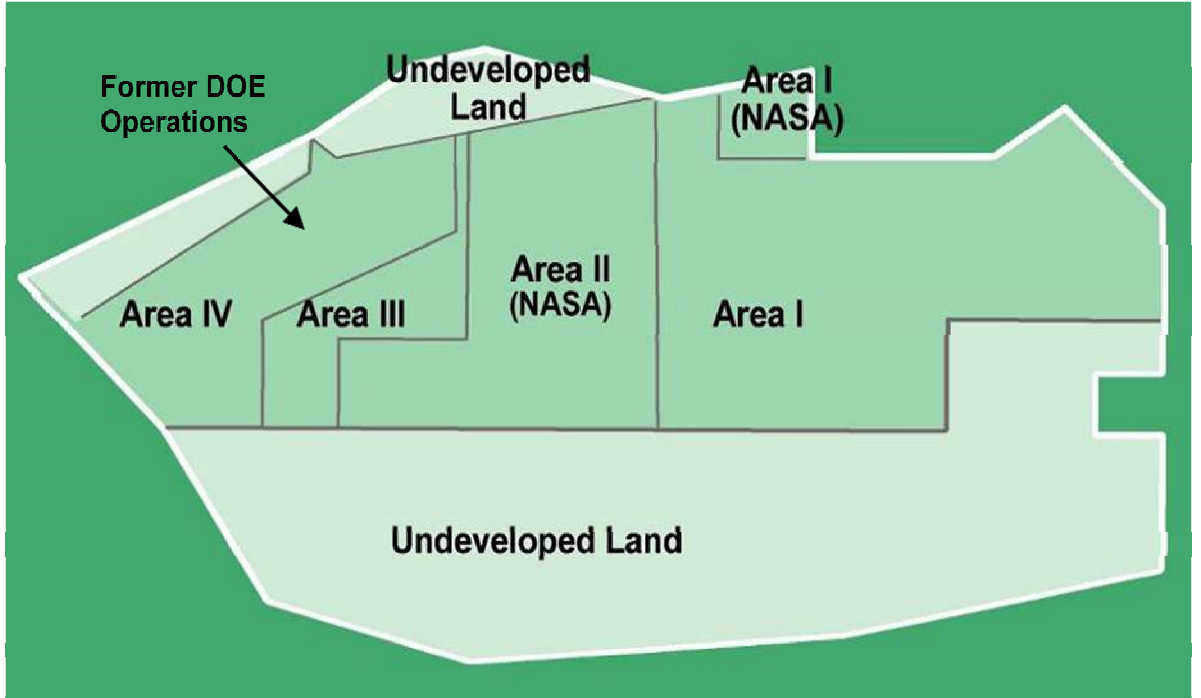 Former DOE
Operations
Undeveloped
Land
Area I
(NASA)
Area IV
Area III
Area II
(NASA)
Area I
Undeveloped Land